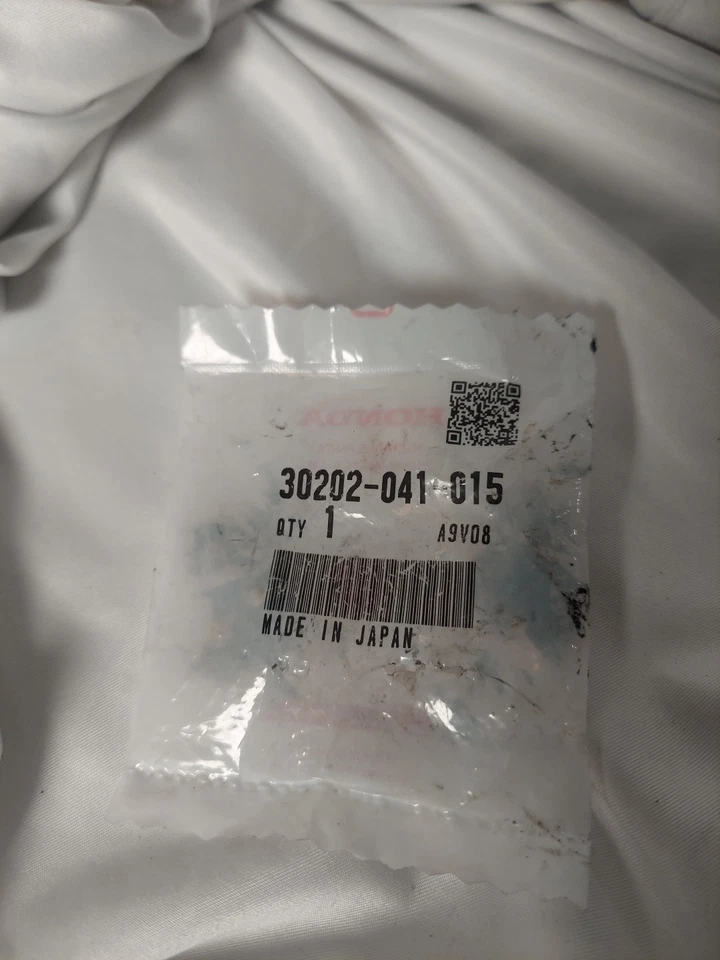 HONDA
30202-041-015
QTY 1 A9V08
MADE IN JAPAN